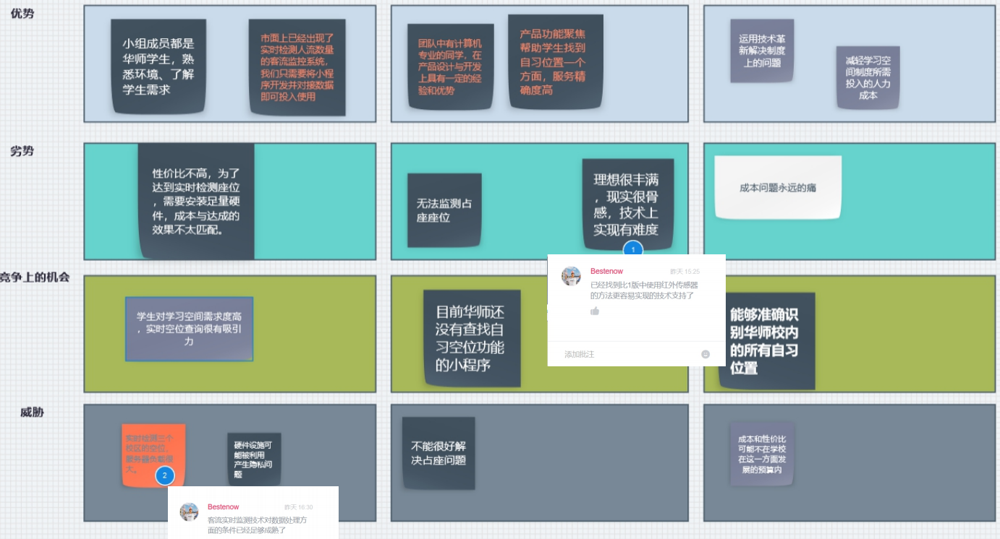 优势
小组成员都是
华师学生，熟
悉环境、了解
学生需求
市面上已经出现了
实时检测人流数量
的客流监控系统，
我们只需要将小程
序开发并对接数据
即可投入使用
团队中有计算机
专业的同学，在
产品设计与开发
上具有一定的经
验和优势
产品功能聚焦
帮助学生找到
自习位置一个
方面，服务精
确度高
运用技术革
新解决制度
上的问题
减轻学习空
间制度所需
投入的人力
成本
劣势
性价比不高，为了
达到实时检测座位
，需要安装足量硬
件，成本与达成的
效果不太匹配。
无法监测占
座座位
理想很丰满
，现实很骨
感，技术上
实现有难度
1
成本问题永远的痛
竞争上的机会
学生对学习空间需求度高
，实时空位查询很有吸引
力
目前华师还
没有查找自
习空位功能
的小程序
Bestenow 昨天 15:25
已经找到比1版中使用红外传感器
的方法更容易实现的技术支持了
添加批注
能够准确识
别华师校内
的所有自习
位置
威胁
实时检测三个
校区的空位，
服务器负载很
大。
2
硬件设施可
能被利用
产生隐私问
题
Bestenow 昨天 16:30
客流实时监测技术对数据处理方
面的条件已经足够成熟了
不能很好解
决占座问题
成本和性价比
可能不在学校
在这一方面发
展的预算内